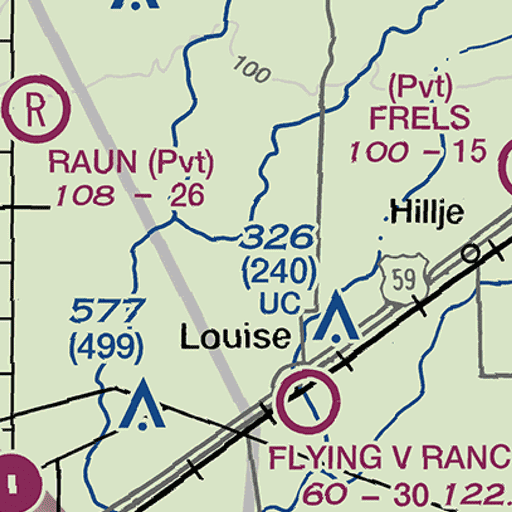 100
(Pvt)
FRELS
100 - 15
R
RAUN (Pvt)
108 - 26
Hillje
326
(240)
UC
59
577
(499)
Louise
FLYING V RANC
60 - 30 122.